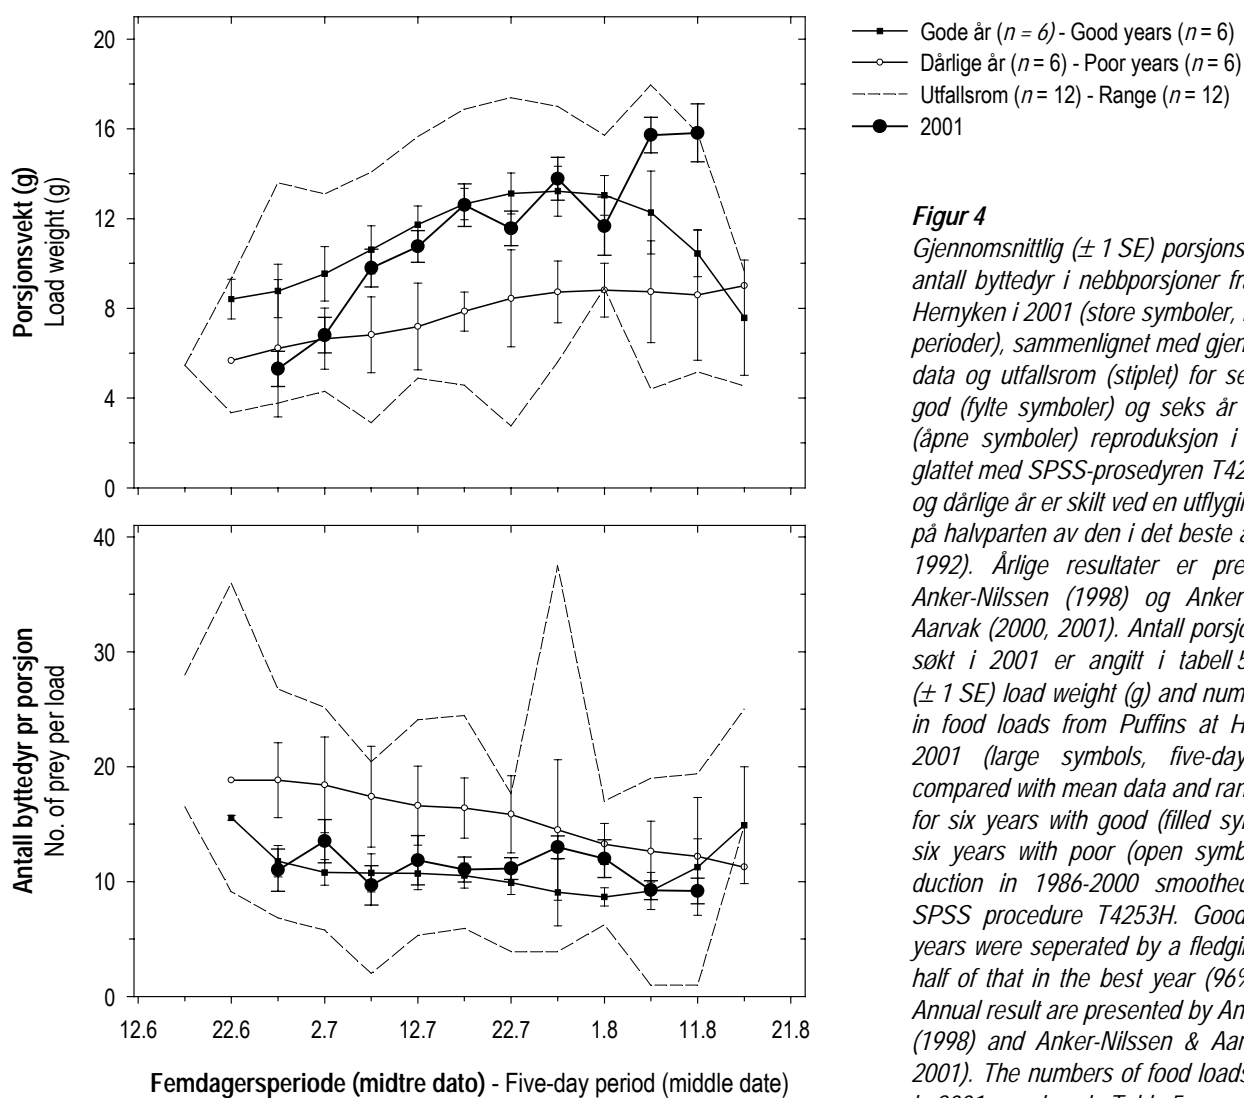 20
16
12
8
4
0
Porsjonsvekt (g)
Load weight (g)
40
30
20
10
0
Antall byttedyr pr porsjon
No. of prey per load
12.6 22.6 2.7 12.7 22.7 1.8 11.8 21.8
Femdagersperiode (midtre dato) - Five-day period (middle date)
Gode år (n = 6) - Good years (n = 6)
Dårlige år (n = 6) - Poor years (n = 6)
Utfallsrom (n = 12) - Range (n = 12)
2001
Figur 4
Gjennomsnittlig (± 1 SE) porsjons
antall byttedyr i nebbporsjoner fr
Hernyken i 2001 (store symboler,
perioder), sammenlignet med gjen
data og utfallsrom (stiplet) for se
god (fylte symboler) og seks år
(åpne symboler) reproduksjon i
glattet med SPSS-prosedyren T42
og dårlige år er skilt ved en utflygi
på halvparten av den i det beste
1992). Årlige resultater er pre
Anker-Nilssen (1998) og Anker
Aarvak (2000, 2001). Antall porsjo
søkt i 2001 er angitt i tabell 5
(± 1 SE) load weight (g) and num
in food loads from Puffins at H
2001 (large symbols, five-day
compared with mean data and ran
for six years with good (filled sy
six years with poor (open symb
duction in 1986-2000 smoothed
SPSS procedure T4253H. Good
years were seperated by a fledgi
half of that in the best year (96%
Annual result are presented by An
(1998) and Anker-Nilssen & Aar
2001). The numbers of food loads